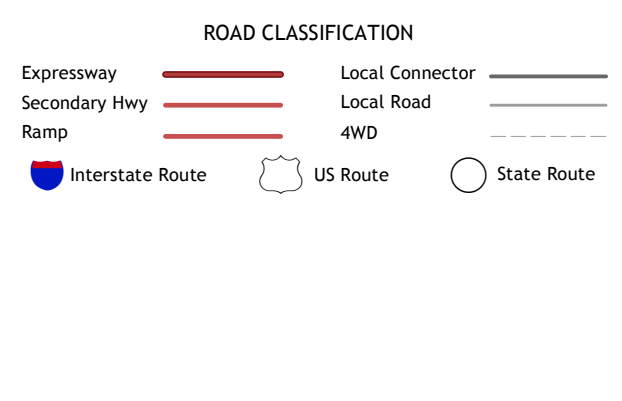 ROAD CLASSIFICATION
Expressway
Local Connector
Secondary Hwy
Local Road
Ramp
4WD
Interstate Route
US Route
State Route